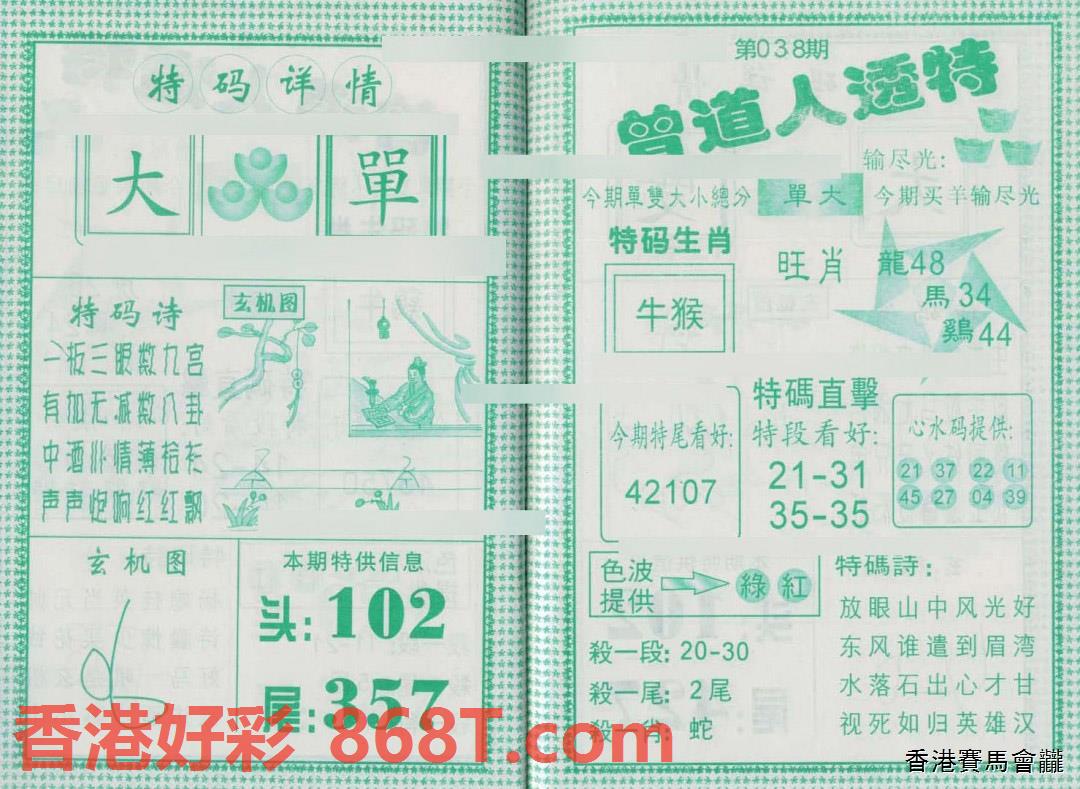 特码详情
大
單
特码诗
一板三眼数九宫
有加无减数八卦
中酒小情薄拾衫
声声炮响红红飘
玄机图
玄机图
本期特供信息
头:102
尾:357
第038期
曾道人透特
输尽光:
今期單雙大小總分
單大
今期买羊输尽光
特码生肖
牛猴
旺肖
龍48
馬34
鷄44
今期特尾看好:
42107
特碼直擊
特段看好:
21-31
35-35
心水码提供:
21 37 22 11
45 27 04 39
色波
提供
綠 紅
殺一段: 20-30
殺一尾: 2尾
殺一肖: 蛇
特碼詩:
放眼山中风光好
东风谁遣到眉湾
水落石出心才甘
视死如归英雄汉
香港好彩 868T.com
香港賽馬會